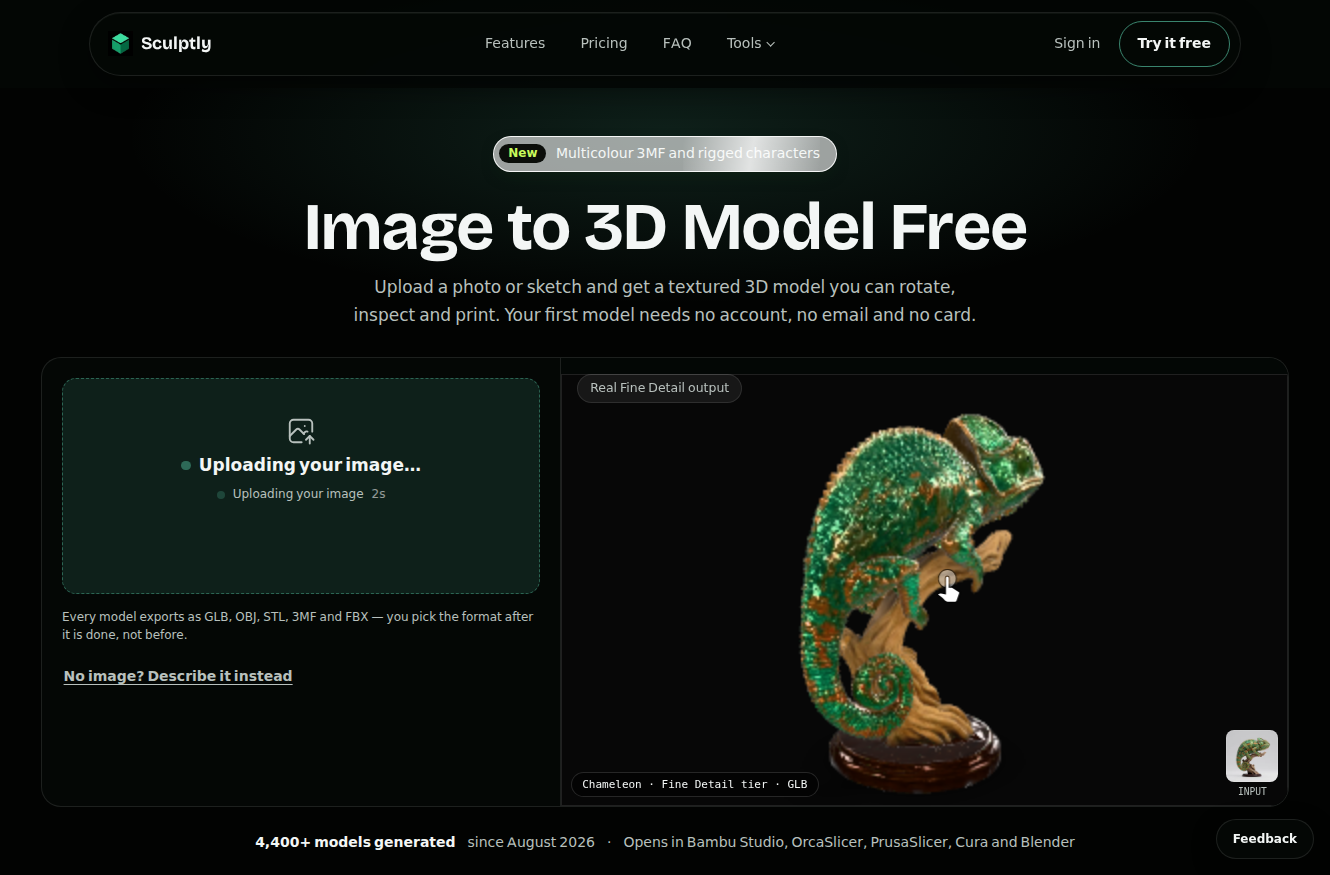 Sculptly
Features
Pricing
FAQ
Tools
Sign in
Try it free
New
Multicolour 3MF and rigged characters
Image to 3D Model Free
Upload a photo or sketch and get a textured 3D model you can rotate,
inspect and print. Your first model needs no account, no email and no card.
Uploading your image…
Uploading your image 2s
Every model exports as GLB, OBJ, STL, 3MF and FBX — you pick the format after
it is done, not before.
No image? Describe it instead
Real Fine Detail output
Chameleon · Fine Detail tier · GLB
INPUT
4,400+ models generated since August 2026 · Opens in Bambu Studio, OrcaSlicer, PrusaSlicer, Cura and Blender
Feedback